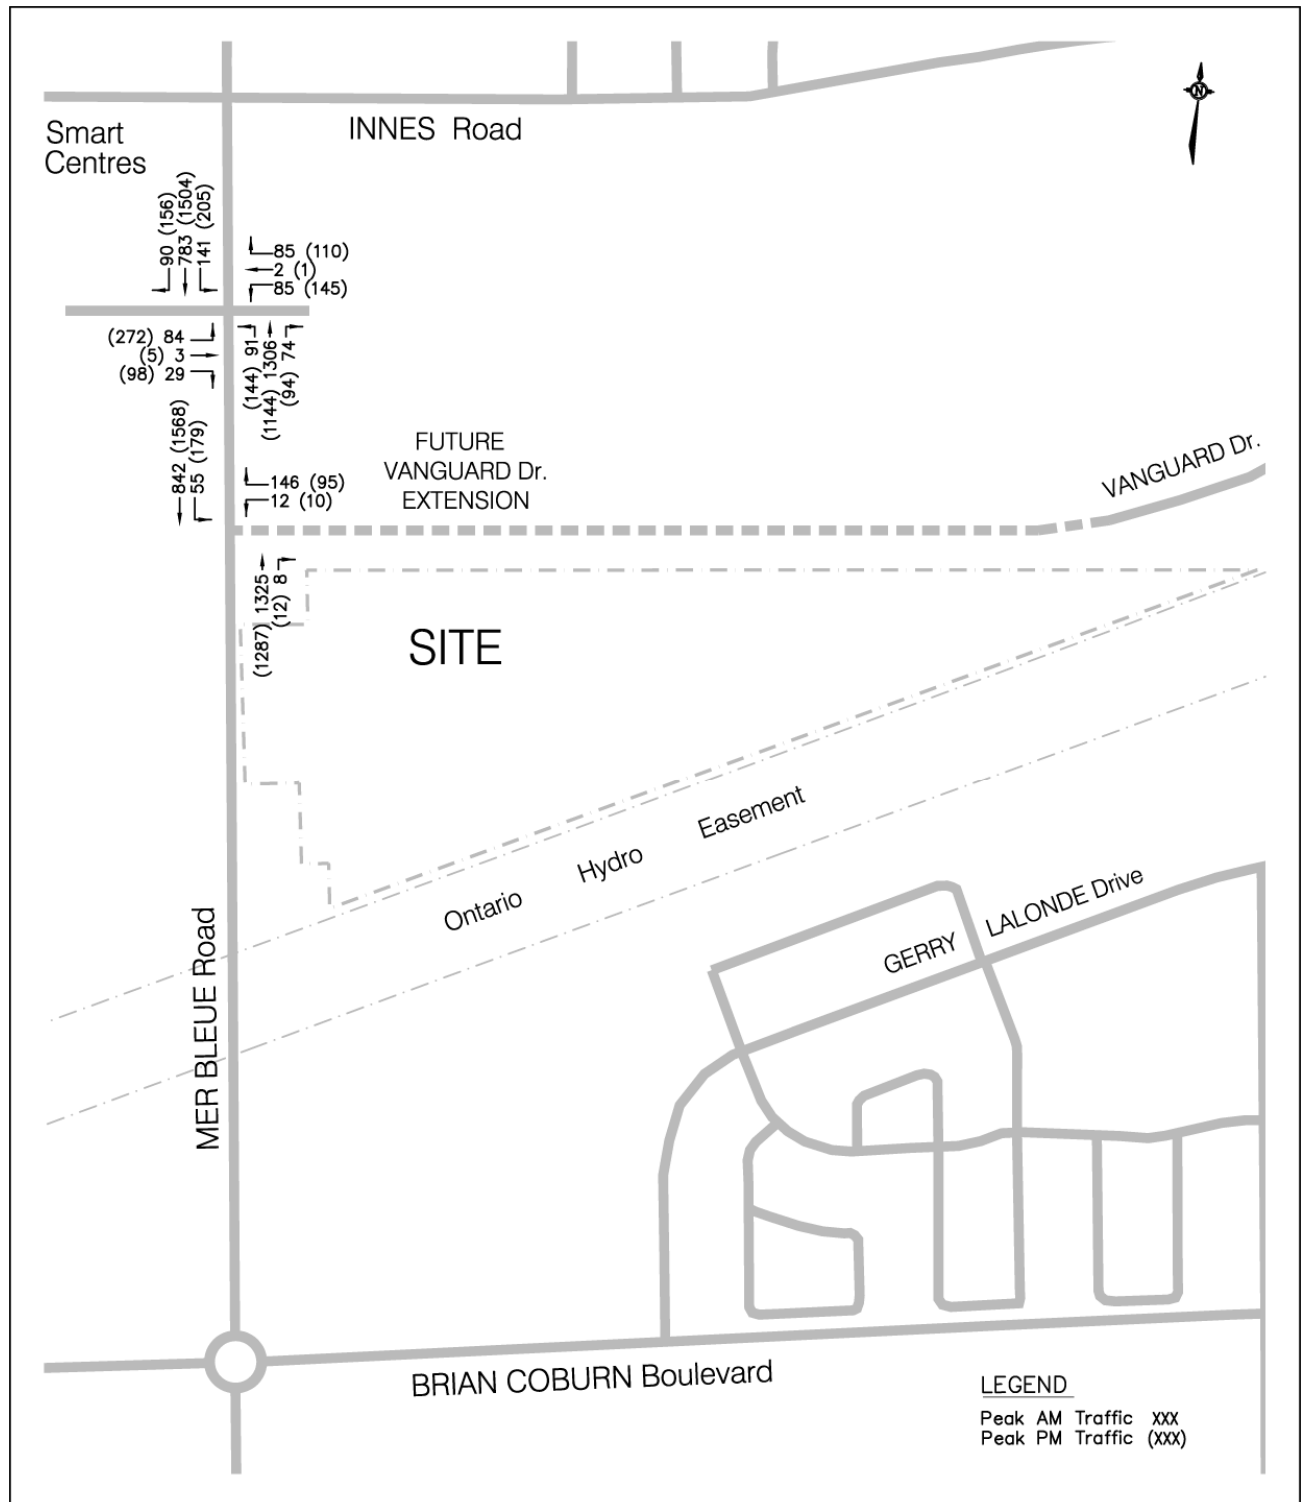 INNES Road
Smart
Centres
N
90 (156)
783 (1504)
141 (205)
85 (110)
2 (1)
85 (145)
(272) 84
(5) 3
(98) 29
(144) 91
(1144) 1306
(94) 74
842 (1568)
55 (179)
FUTURE
VANGUARD Dr.
EXTENSION
146 (95)
12 (10)
VANGUARD Dr.
(1287) 1325
(12) 8
SITE
Ontario Hydro Easement
GERRY LALONDE Drive
MER BLEUE Road
BRIAN COBURN Boulevard
LEGEND
Peak AM Traffic XXX
Peak PM Traffic (XXX)